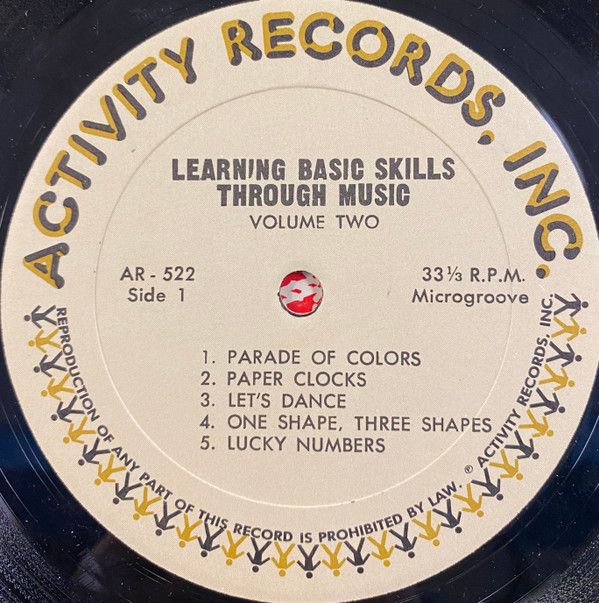 ACTIVITY RECORDS, INC.
LEARNING BASIC SKILLS
THROUGH MUSIC
VOLUME TWO
AR - 522
Side 1
33 1/3 R.P.M.
Microgroove
1. PARADE OF COLORS
2. PAPER CLOCKS
3. LET'S DANCE
4. ONE SHAPE, THREE SHAPES
5. LUCKY NUMBERS
REPRODUCTION OF ANY PART OF THIS RECORD IS PROHIBITED BY LAW. ℗ ACTIVITY RECORDS, INC.